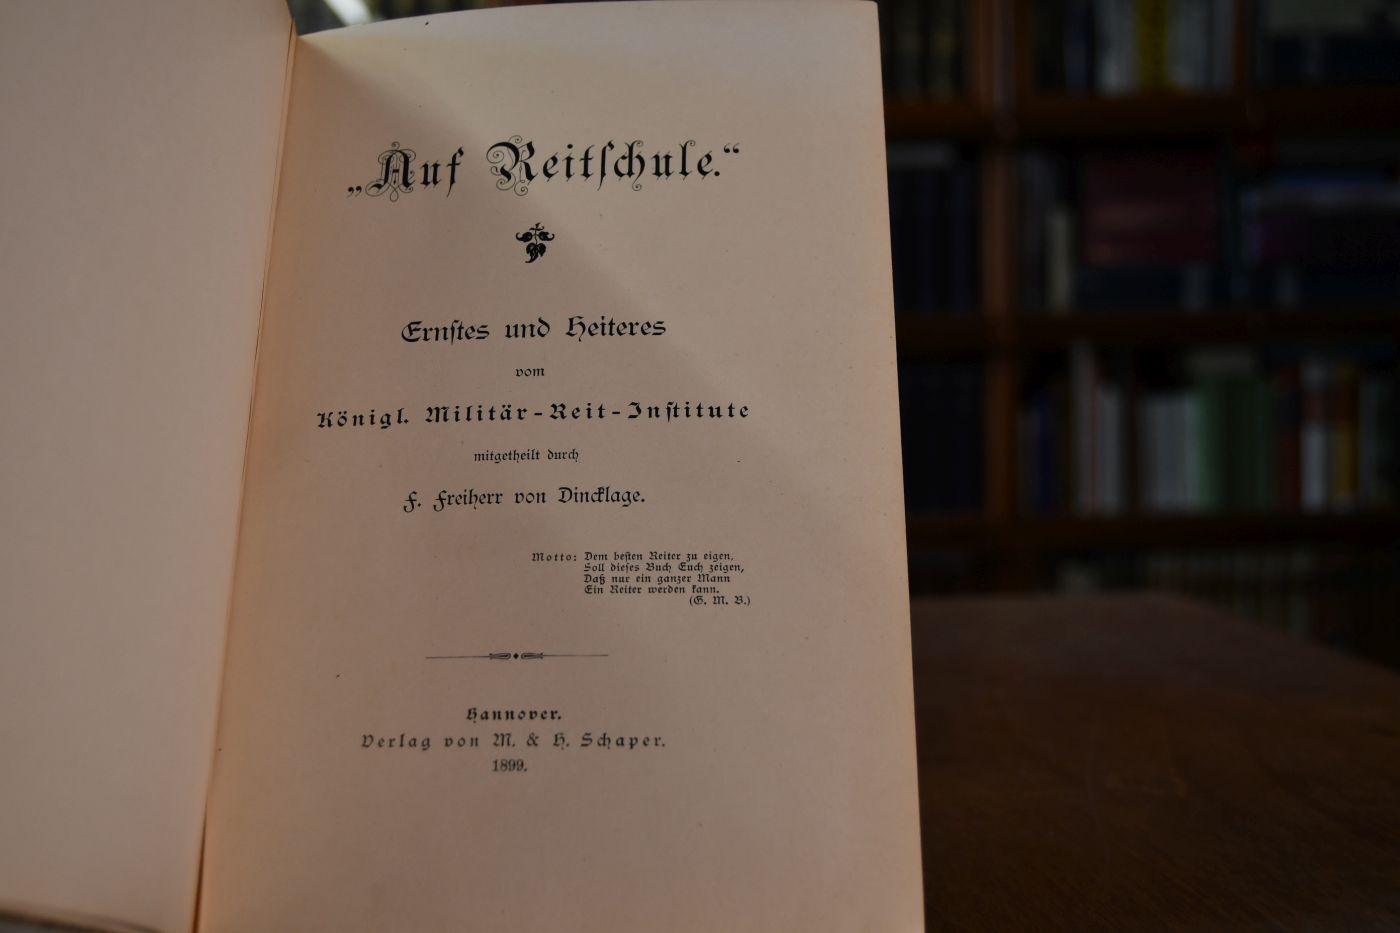 „Auf Reitſchule.“
Ernſtes und Heiteres
vom
Königl. Militär-Reit-Inſtitute
mitgetheilt durch
F. Freiherr von Dincklage.
Motto: Dem beſten Reiter zu eigen,
Soll dieſes Buch Euch zeigen,
Daß nur ein ganzer Mann
Ein Reiter werden kann.
(G. M. B.)
Hannover.
Verlag von M. & H. Schaper.
1899.